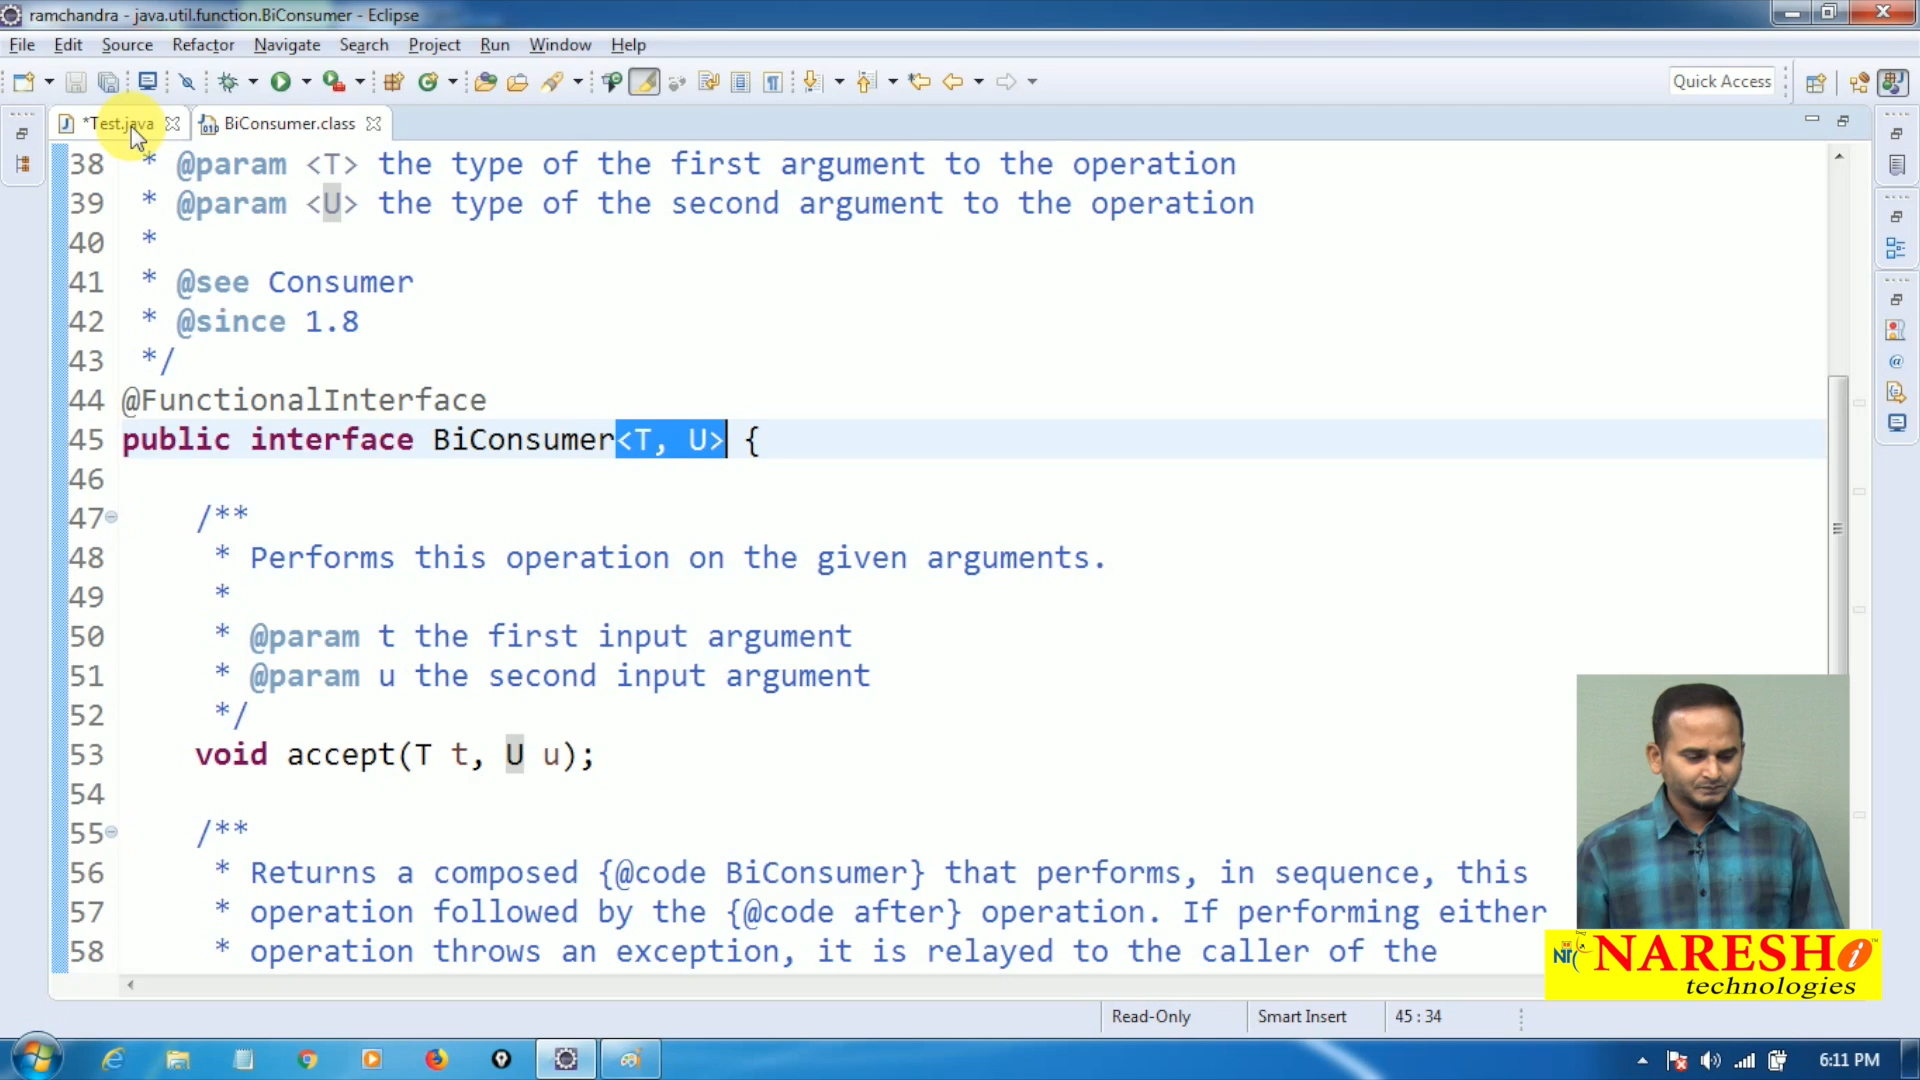 ramchandra - java.util.function.BiConsumer - Eclipse
File Edit Source Refactor Navigate Search Project Run Window Help
Quick Access
*Test.java BiConsumer.class
38 * @param <T> the type of the first argument to the operation
39 * @param <U> the type of the second argument to the operation
40 *
41 * @see Consumer
42 * @since 1.8
43 */
44 @FunctionalInterface
45 public interface BiConsumer<T, U> {
46
47 /**
48 * Performs this operation on the given arguments.
49 *
50 * @param t the first input argument
51 * @param u the second input argument
52 */
53 void accept(T t, U u);
54
55 /**
56 * Returns a composed {@code BiConsumer} that performs, in sequence, this
57 * operation followed by the {@code after} operation. If performing either
58 * operation throws an exception, it is relayed to the caller of the
NARESH i
technologies
Read-Only Smart Insert 45 : 34
6:11 PM